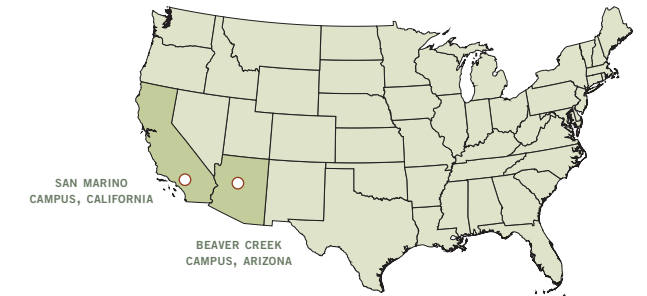 SAN MARINO
CAMPUS, CALIFORNIA
BEAVER CREEK
CAMPUS, ARIZONA